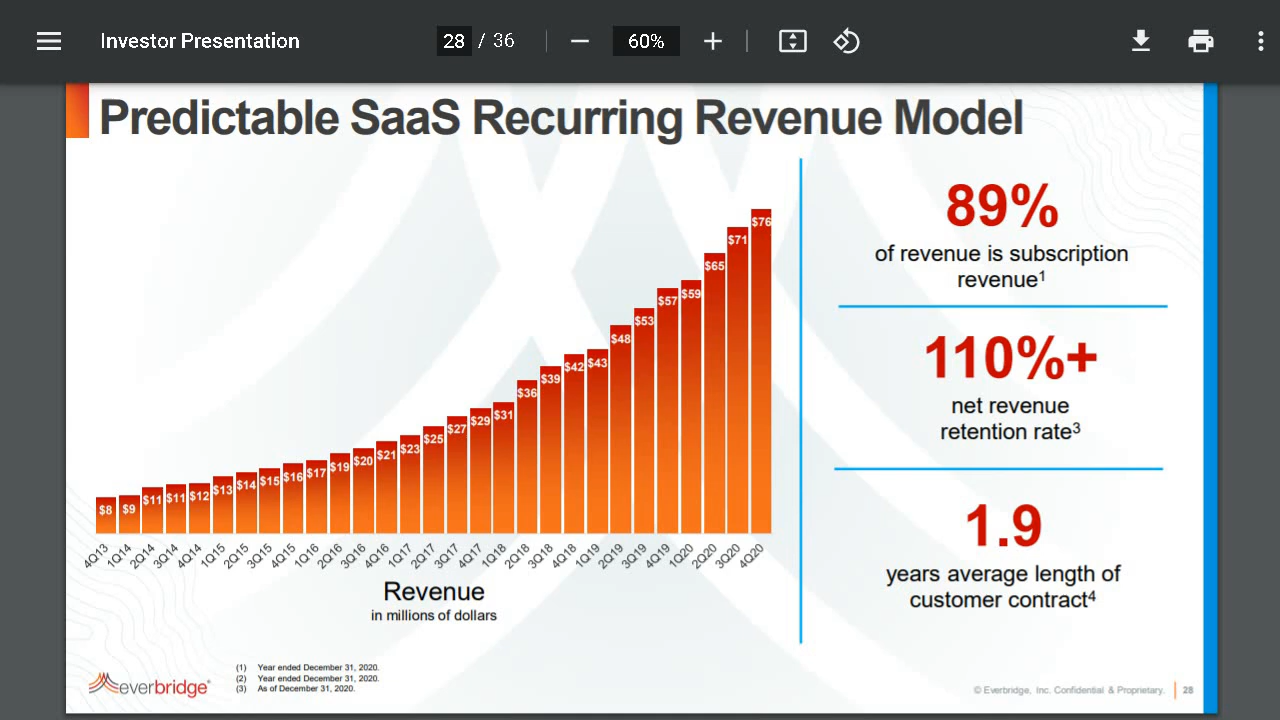 Investor Presentation
28 / 36
60%
Predictable SaaS Recurring Revenue Model
$8 $9 $11 $11 $12 $13 $14 $15 $16 $17 $19 $20 $21 $23 $25 $27 $29 $31 $36 $39 $42 $43 $48 $53 $57 $59 $65 $71 $76
4Q13 1Q14 2Q14 3Q14 4Q14 1Q15 2Q15 3Q15 4Q15 1Q16 2Q16 3Q16 4Q16 1Q17 2Q17 3Q17 4Q17 1Q18 2Q18 3Q18 4Q18 1Q19 2Q19 3Q19 4Q19 1Q20 2Q20 3Q20 4Q20
Revenue
in millions of dollars
89%
of revenue is subscription
revenue¹
110%+
net revenue
retention rate³
1.9
years average length of
customer contract⁴
everbridge®
(1) Year ended December 31, 2020.
(2) Year ended December 31, 2020.
(3) As of December 31, 2020.
© Everbridge, Inc. Confidential & Proprietary. 28